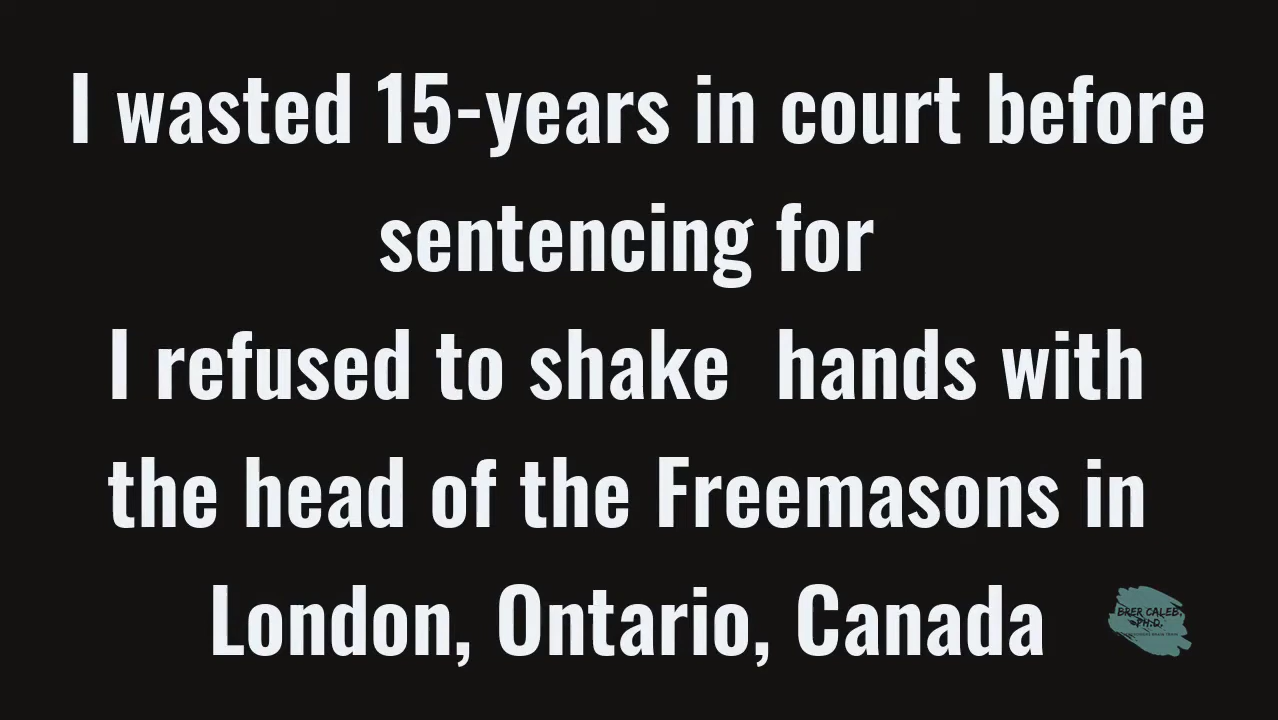 I wasted 15-years in court before
sentencing for
I refused to shake  hands with
the head of the Freemasons in
London, Ontario, Canada
BRER CALEB,
PH.D.